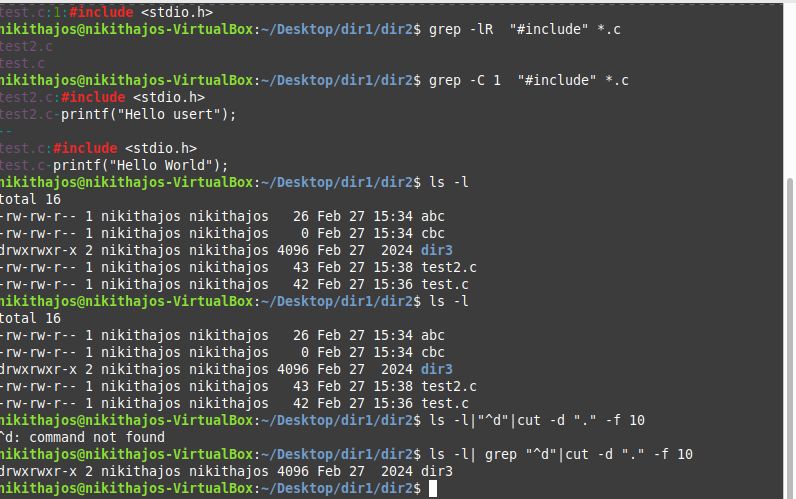 test.c:1:#include <stdio.h>
nikithajos@nikithajos-VirtualBox:~/Desktop/dir1/dir2$ grep -lR  "#include" *.c
test2.c
test.c
nikithajos@nikithajos-VirtualBox:~/Desktop/dir1/dir2$ grep -C 1  "#include" *.c
test2.c:#include <stdio.h>
test2.c-printf("Hello usert");
--
test.c:#include <stdio.h>
test.c-printf("Hello World");
nikithajos@nikithajos-VirtualBox:~/Desktop/dir1/dir2$ ls -l
total 16
-rw-rw-r-- 1 nikithajos nikithajos   26 Feb 27 15:34 abc
-rw-rw-r-- 1 nikithajos nikithajos    0 Feb 27 15:34 cbc
drwxrwxr-x 2 nikithajos nikithajos 4096 Feb 27  2024 dir3
-rw-rw-r-- 1 nikithajos nikithajos   43 Feb 27 15:38 test2.c
-rw-rw-r-- 1 nikithajos nikithajos   42 Feb 27 15:36 test.c
nikithajos@nikithajos-VirtualBox:~/Desktop/dir1/dir2$ ls -l
total 16
-rw-rw-r-- 1 nikithajos nikithajos   26 Feb 27 15:34 abc
-rw-rw-r-- 1 nikithajos nikithajos    0 Feb 27 15:34 cbc
drwxrwxr-x 2 nikithajos nikithajos 4096 Feb 27  2024 dir3
-rw-rw-r-- 1 nikithajos nikithajos   43 Feb 27 15:38 test2.c
-rw-rw-r-- 1 nikithajos nikithajos   42 Feb 27 15:36 test.c
nikithajos@nikithajos-VirtualBox:~/Desktop/dir1/dir2$ ls -l|"^d"|cut -d "." -f 10
^d: command not found
nikithajos@nikithajos-VirtualBox:~/Desktop/dir1/dir2$ ls -l| grep "^d"|cut -d "." -f 10
drwxrwxr-x 2 nikithajos nikithajos 4096 Feb 27  2024 dir3
nikithajos@nikithajos-VirtualBox:~/Desktop/dir1/dir2$